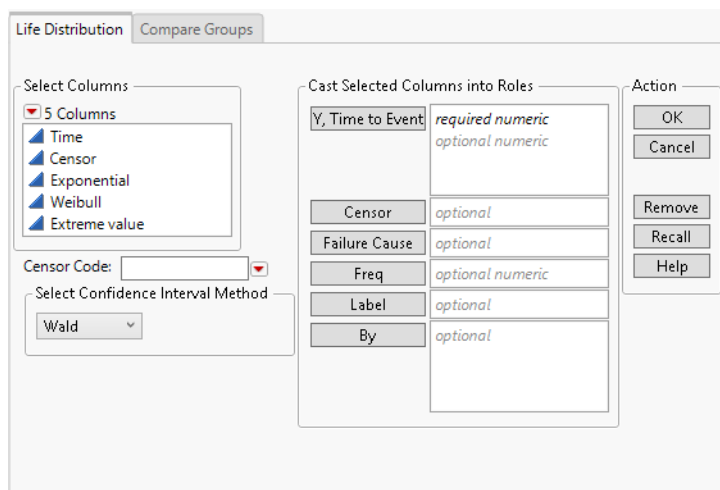 Life Distribution
Compare Groups
Select Columns
5 Columns
Time
Censor
Exponential
Weibull
Extreme value
Censor Code:
Select Confidence Interval Method
Wald
Cast Selected Columns into Roles
Y, Time to Event
required numeric
optional numeric
Censor
optional
Failure Cause
optional
Freq
optional numeric
Label
optional
By
optional
Action
OK
Cancel
Remove
Recall
Help